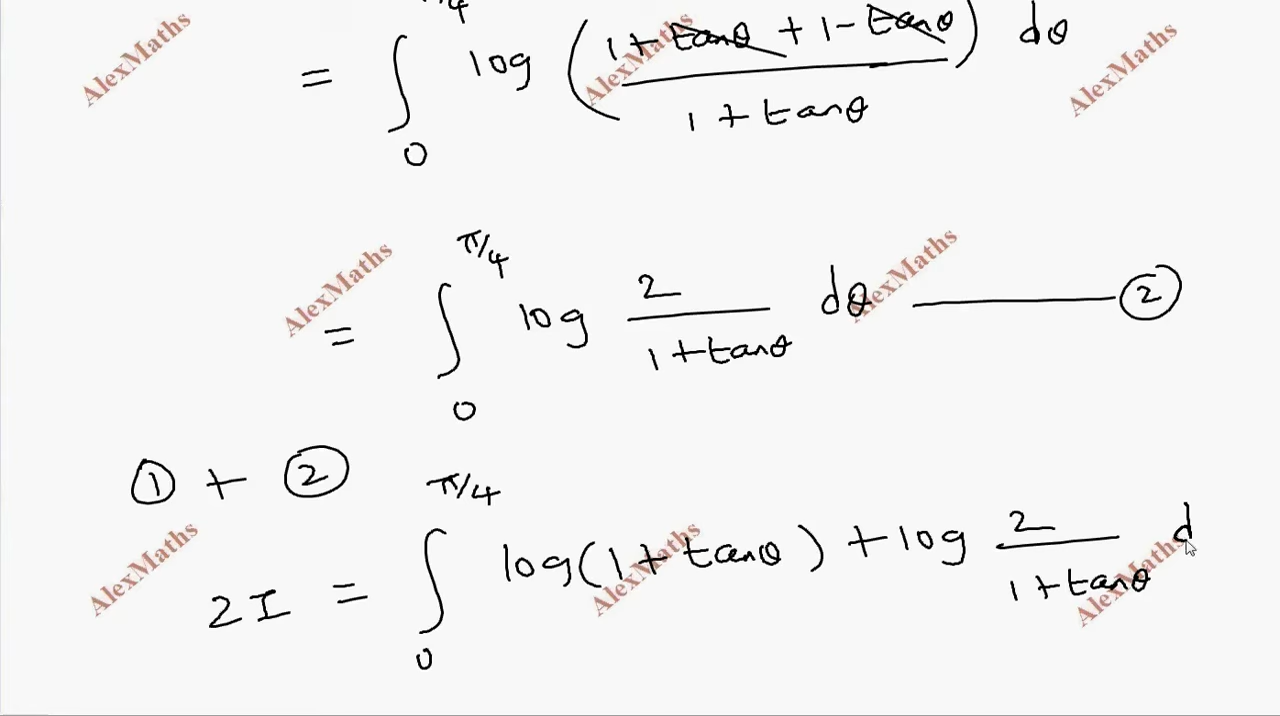 π/4
= ∫ log (1 + tanθ + 1 - tanθ / 1 + tanθ) dθ
0
π/4
= ∫ log 2 / 1 + tanθ dθ ——— ②
0
① + ②
π/4
2I = ∫ log(1 + tanθ) + log 2 / 1 + tanθ d
0
AlexMaths AlexMaths AlexMaths
AlexMaths AlexMaths
AlexMaths AlexMaths AlexMaths